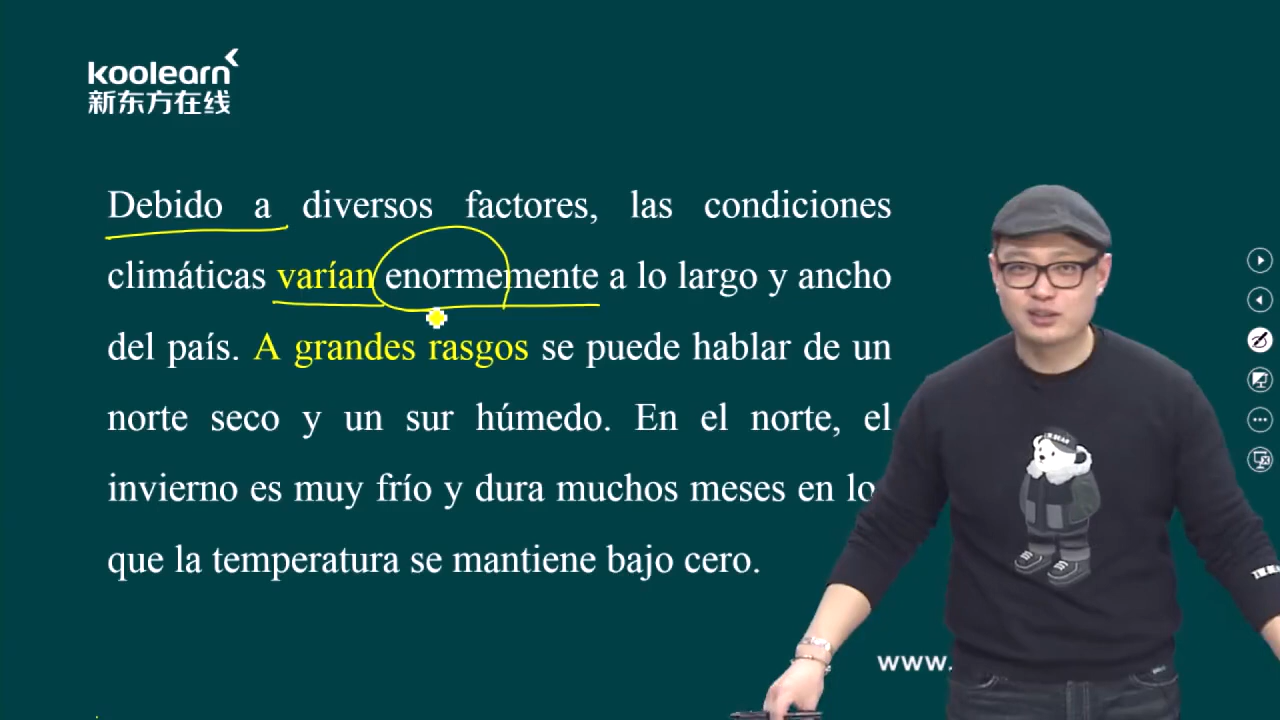 koolearn
新东方在线
Debido a diversos factores, las condiciones
climáticas varían enormemente a lo largo y ancho
del país. A grandes rasgos se puede hablar de un
norte seco y un sur húmedo. En el norte, el
invierno es muy frío y dura muchos meses en lo
que la temperatura se mantiene bajo cero.
www.